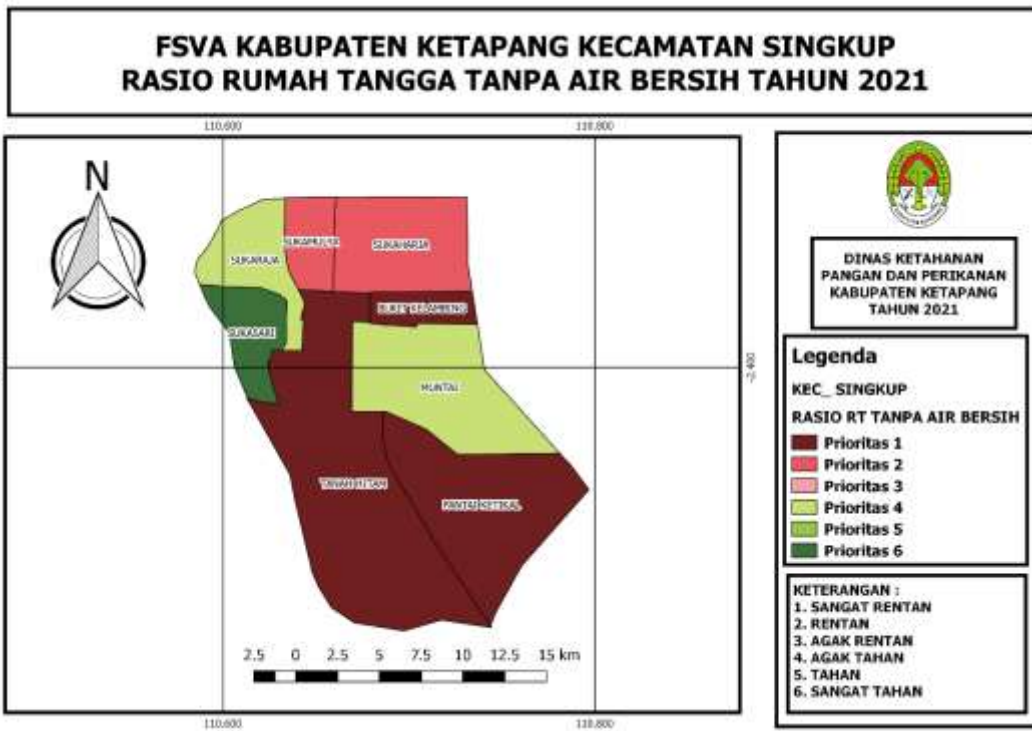 FSVA KABUPATEN KETAPANG KECAMATAN SINGKUP
RASIO RUMAH TANGGA TANPA AIR BERSIH TAHUN 2021
110.600
110.800
N
SUKAMULYA
SUKAHARJA
SUKARAJA
BUKIT KELAMBING
SUKASARI
MUNTAI
-2.400
TANAH HITAM
PANTAI KETIKAL
2.5 0 2.5 5 7.5 10 12.5 15 km
110.600
110.800
DINAS KETAHANAN
PANGAN DAN PERIKANAN
KABUPATEN KETAPANG
TAHUN 2021
Legenda
KEC_ SINGKUP
RASIO RT TANPA AIR BERSIH
Prioritas 1
Prioritas 2
Prioritas 3
Prioritas 4
Prioritas 5
Prioritas 6
KETERANGAN :
1. SANGAT RENTAN
2. RENTAN
3. AGAK RENTAN
4. AGAK TAHAN
5. TAHAN
6. SANGAT TAHAN